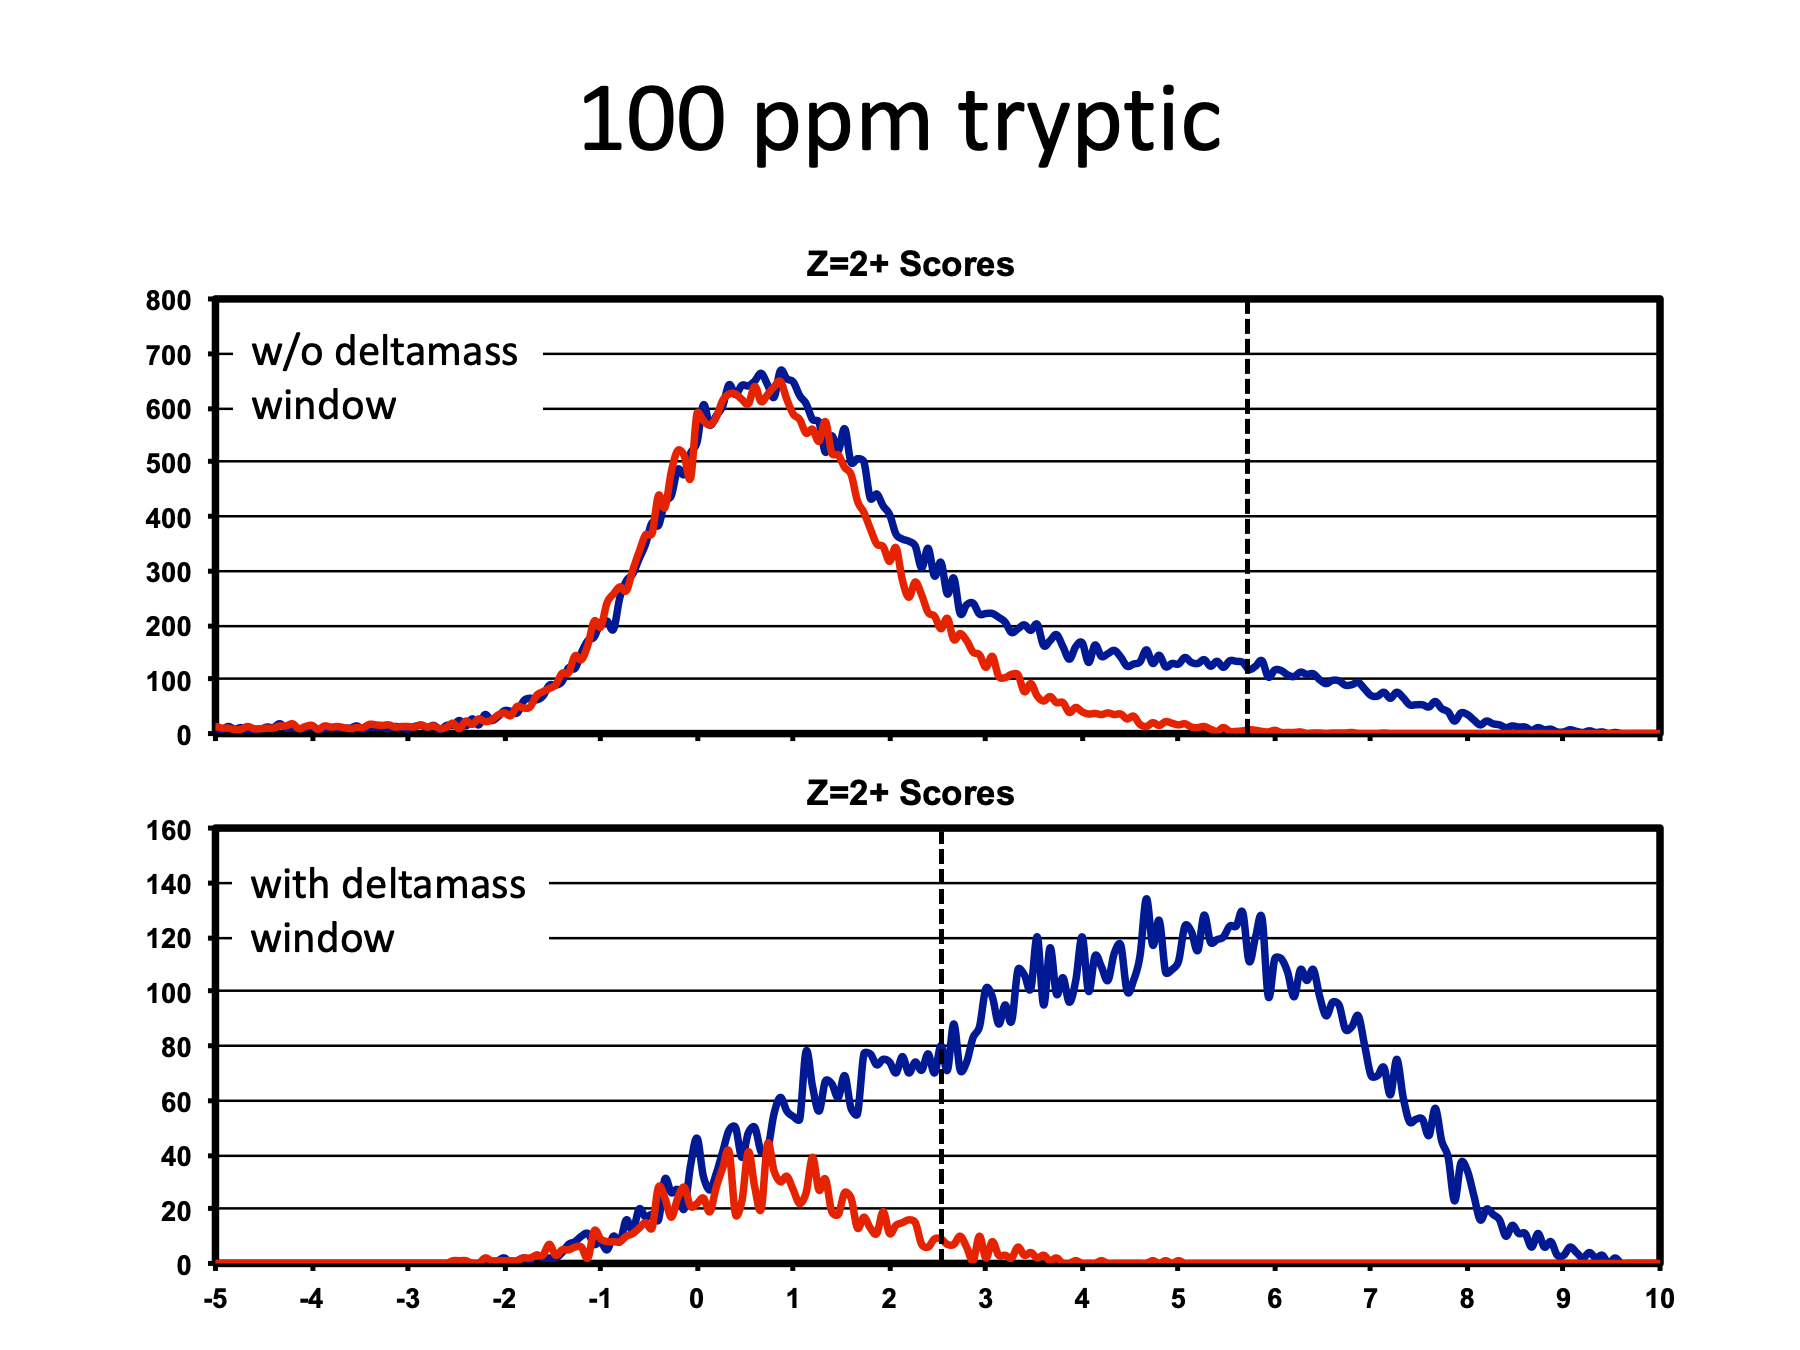 100 ppm tryptic
Z=2+ Scores
800
700
600
500
400
300
200
100
0
w/o deltamass
window
Z=2+ Scores
160
140
120
100
80
60
40
20
0
with deltamass
window
-5 -4 -3 -2 -1 0 1 2 3 4 5 6 7 8 9 10